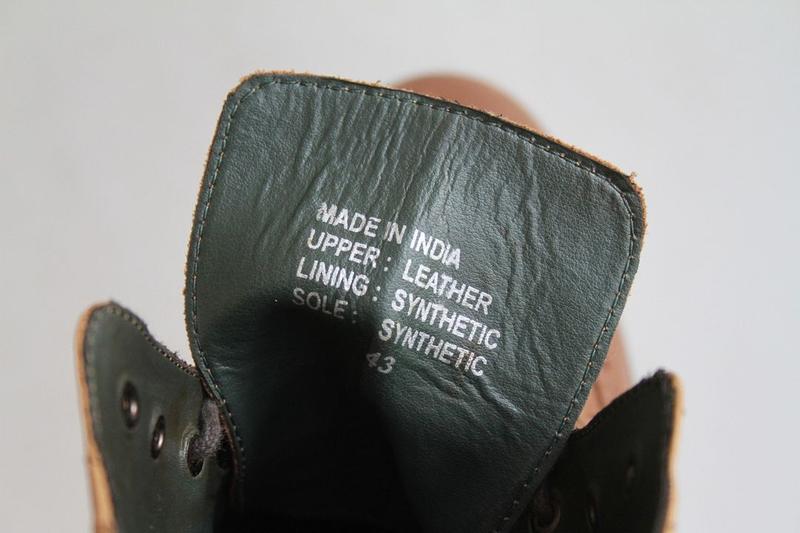 MADE IN INDIA
UPPER: LEATHER
LINING: SYNTHETIC
SOLE: SYNTHETIC
43